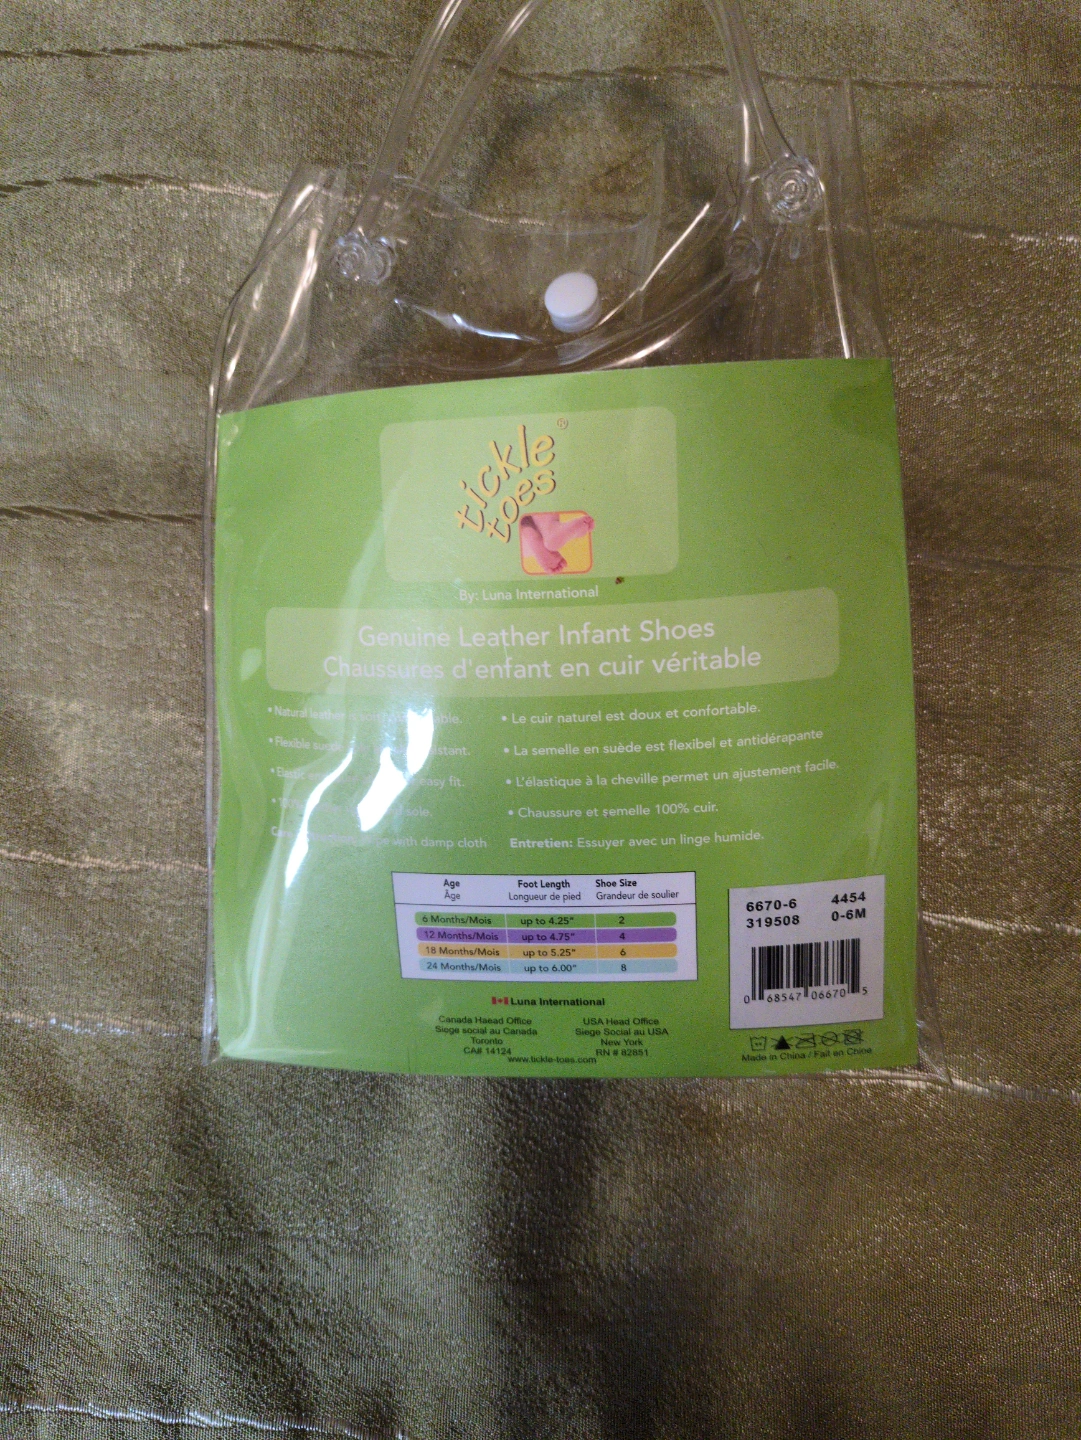 tickle
toes®
By: Luna International
Genuine Leather Infant Shoes
Chaussures d'enfant en cuir véritable
• Natural leather
• Flexible
easy fit.
with damp cloth
• Le cuir naturel est doux et confortable.
• La semelle en suède est flexibel et antidérapante
• L'élastique à la cheville permet un ajustement facile.
• Chaussure et semelle 100% cuir.
Entretien: Essuyer avec un linge humide.
Age Foot Length Shoe Size
Âge Longueur de pied Grandeur de soulier
6 Months/Mois up to 4.25" 2
12 Months/Mois up to 4.75" 4
18 Months/Mois up to 5.25" 6
24 Months/Mois up to 6.00" 8
Luna International
Canada Haead Office
Siege social au Canada
Toronto
CA# 14124
USA Head Office
Siege Social au USA
New York
RN # 82851
www.tickle-toes.com
6670-6 4454
319508 0-6M
0 68547 06670 5
Made in China / Fait en Chine